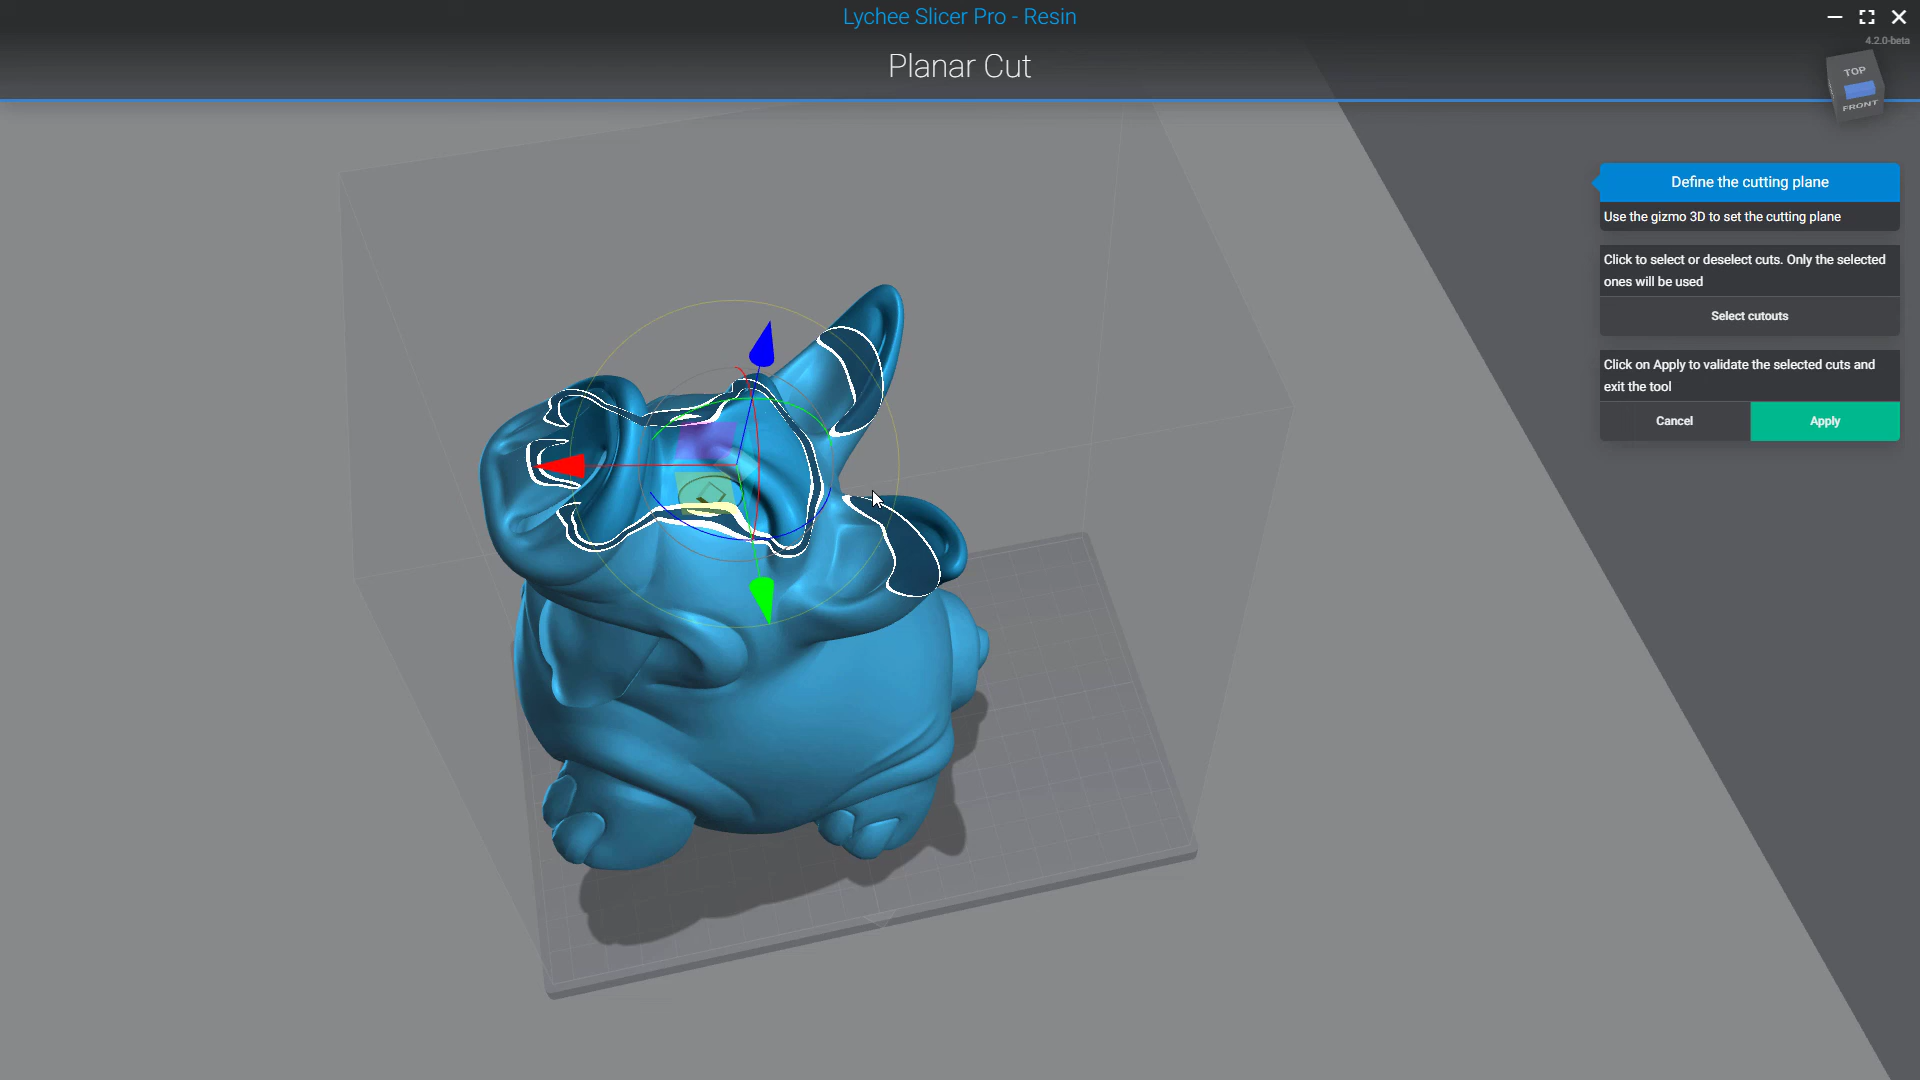 Lychee Slicer Pro - Resin
4.2.0-beta
Planar Cut
TOP
FRONT
Define the cutting plane
Use the gizmo 3D to set the cutting plane
Click to select or deselect cuts. Only the selected
ones will be used
Select cutouts
Click on Apply to validate the selected cuts and
exit the tool
Cancel
Apply